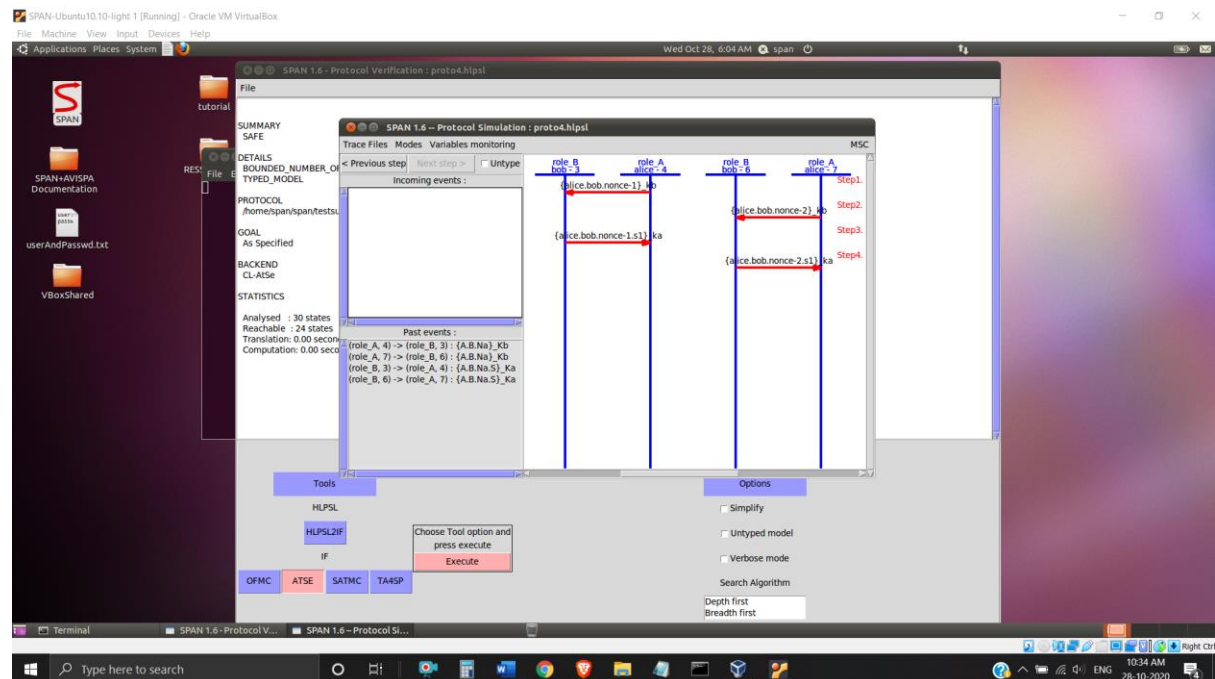 SPAN-Ubuntu10.10-light 1 [Running] - Oracle VM VirtualBox
File Machine View Input Devices Help
Applications Places System
Wed Oct 28, 6:04 AM span
SPAN 1.6 - Protocol Verification : proto4.hlpsl
File
SPAN
tutorial
SPAN+AVISPA
Documentation
userAndPasswd.txt
VBoxShared
File
SUMMARY
SAFE
DETAILS
TYPED_MODEL
PROTOCOL
GOAL
As Specified
BACKEND
CL-AtSe
STATISTICS
Analysed : 30 states
Reachable : 24 states
Translation: 0.00
Computation: 0.00
SPAN 1.6 -- Protocol Simulation : proto4.hlpsl
Trace Files Modes Variables monitoring MSC
< Previous step Next step > Untype
Incoming events :
Past events :
(role_A, 4) -> (role_B, 3) : {A.B.Na}_Kb
(role_A, 7) -> (role_B, 6) : {A.B.Na}_Kb
(role_B, 3) -> (role_A, 4) : {A.B.Na.S}_Ka
(role_B, 6) -> (role_A, 7) : {A.B.Na.S}_Ka
role_B role_A role_B role_A
bob - 3 alice - 4 bob - 6 alice - 7
Step1.
{alice.bob.nonce-1}_kb
Step2.
{alice.bob.nonce-2}_kb
Step3.
{alice.bob.nonce-1.s1}_ka
Step4.
{alice.bob.nonce-2.s1}_ka
Tools
HLPSL
HLPSL2IF
IF
OFMC ATSE SATMC TA4SP
Choose Tool option and
press execute
Execute
Options
Simplify
Untyped model
Verbose mode
Search Algorithm
Depth first
Breadth first
Terminal SPAN 1.6 - Protocol V... SPAN 1.6 -- Protocol Si...
Right Ctrl
Type here to search
ENG
10:34 AM
28-10-2020